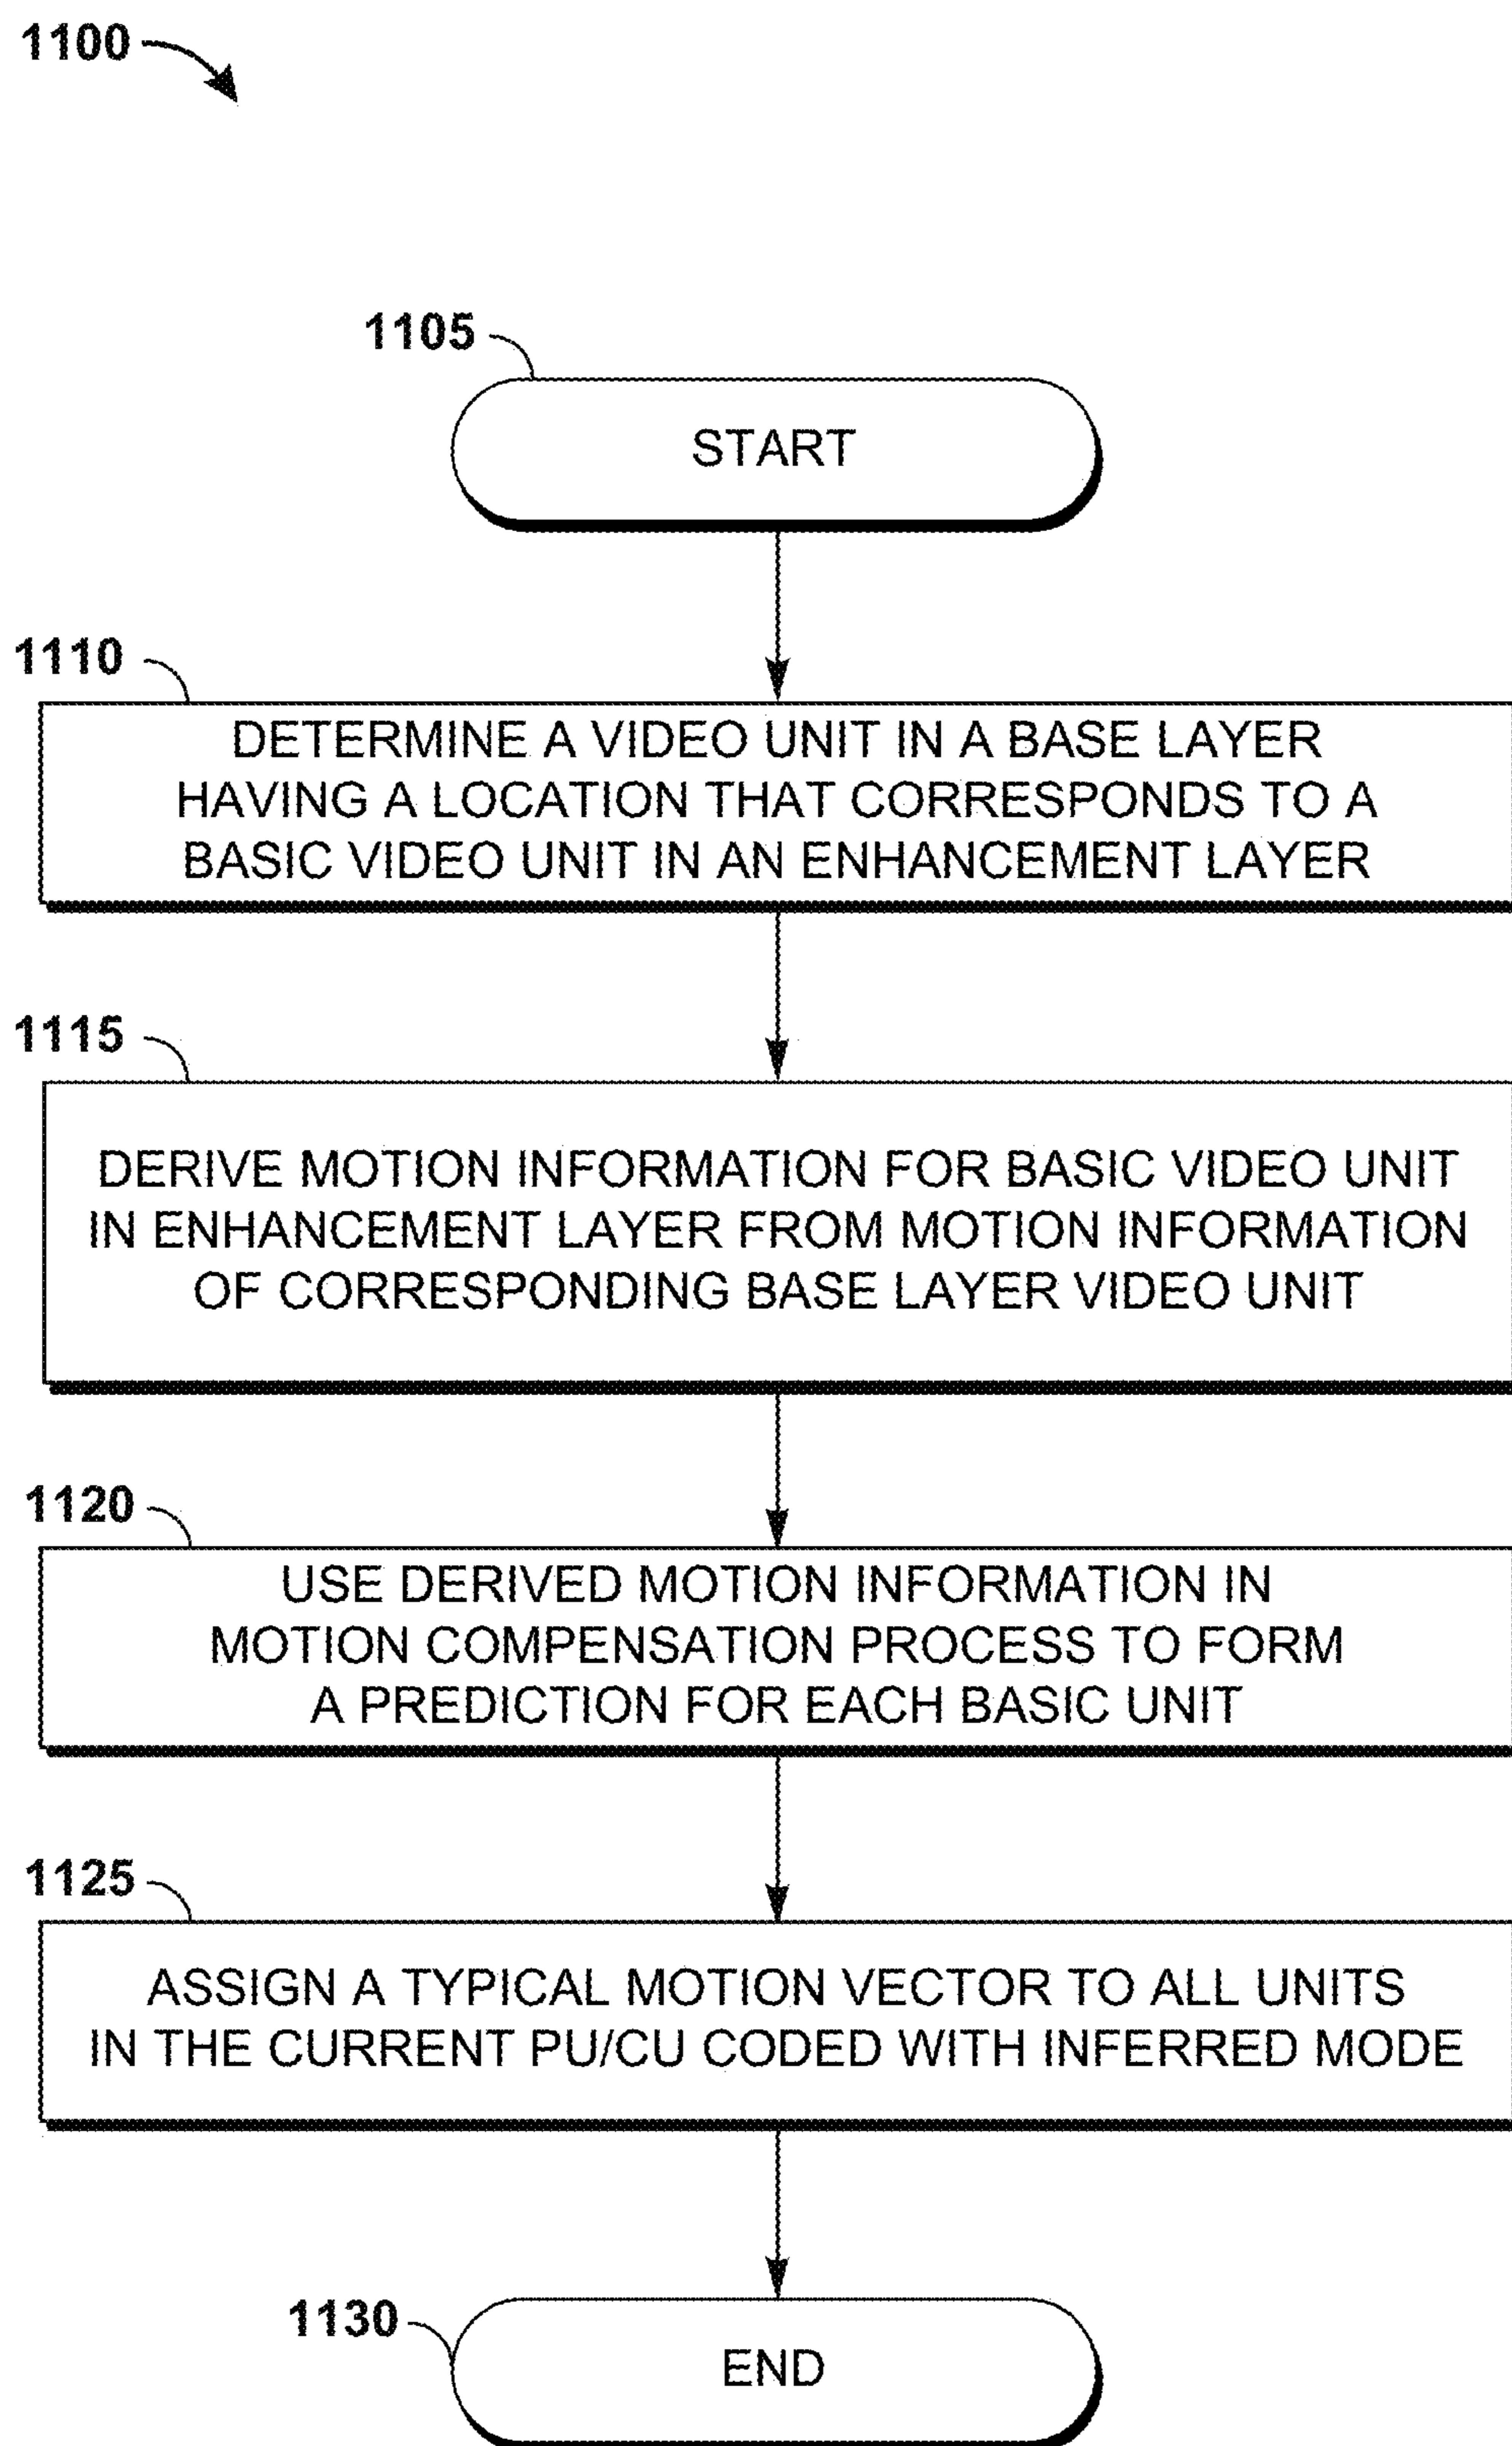 1100
1105
START
1110
DETERMINE A VIDEO UNIT IN A BASE LAYER
HAVING A LOCATION THAT CORRESPONDS TO A
BASIC VIDEO UNIT IN AN ENHANCEMENT LAYER
1115
DERIVE MOTION INFORMATION FOR BASIC VIDEO UNIT
IN ENHANCEMENT LAYER FROM MOTION INFORMATION
OF CORRESPONDING BASE LAYER VIDEO UNIT
1120
USE DERIVED MOTION INFORMATION IN
MOTION COMPENSATION PROCESS TO FORM
A PREDICTION FOR EACH BASIC UNIT
1125
ASSIGN A TYPICAL MOTION VECTOR TO ALL UNITS
IN THE CURRENT PU/CU CODED WITH INFERRED MODE
1130
END